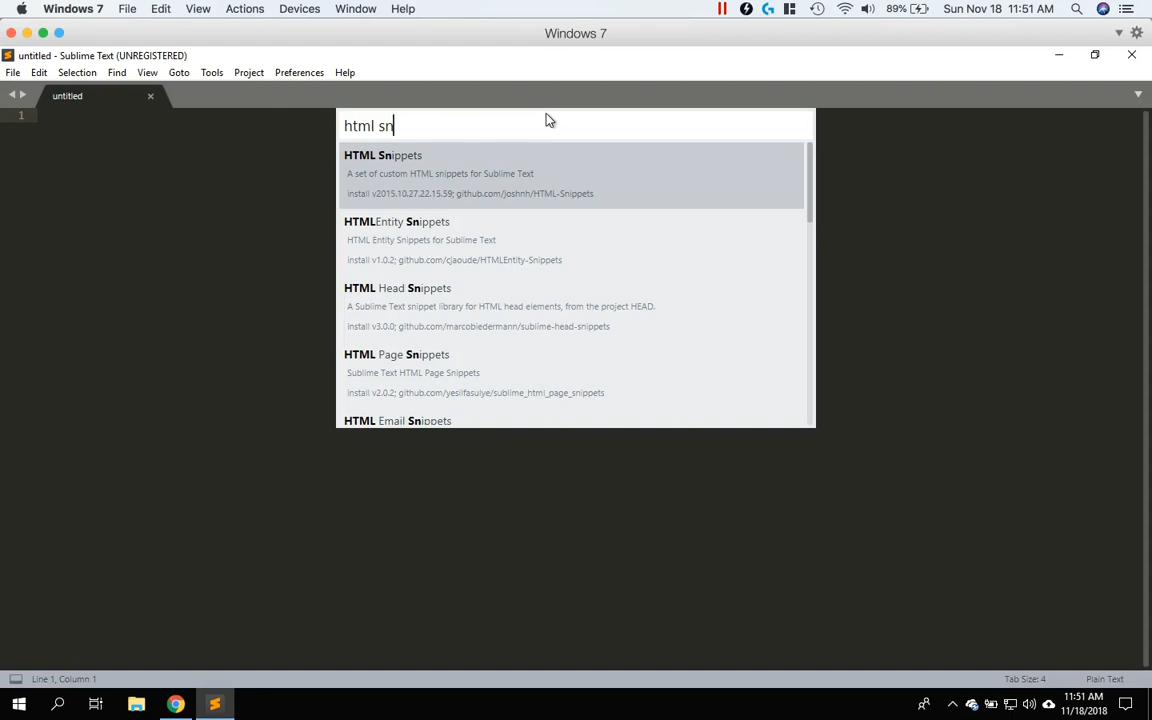 Windows 7 File Edit View Actions Devices Window Help 89% Sun Nov 18 11:51 AM
Windows 7
untitled - Sublime Text (UNREGISTERED)
File Edit Selection Find View Goto Tools Project Preferences Help
untitled
1
html sn
HTML Snippets
A set of custom HTML snippets for Sublime Text
install v2015.10.27.22.15.59; github.com/joshnh/HTML-Snippets
HTMLEntity Snippets
HTML Entity Snippets for Sublime Text
install v1.0.2; github.com/cjaoude/HTMLEntity-Snippets
HTML Head Snippets
A Sublime Text snippet library for HTML head elements, from the project HEAD.
install v3.0.0; github.com/marcobiedermann/sublime-head-snippets
HTML Page Snippets
Sublime Text HTML Page Snippets
install v2.0.2; github.com/yesilfasulye/sublime_html_page_snippets
HTML Email Snippets
Line 1, Column 1 Tab Size: 4 Plain Text
11:51 AM
11/18/2018